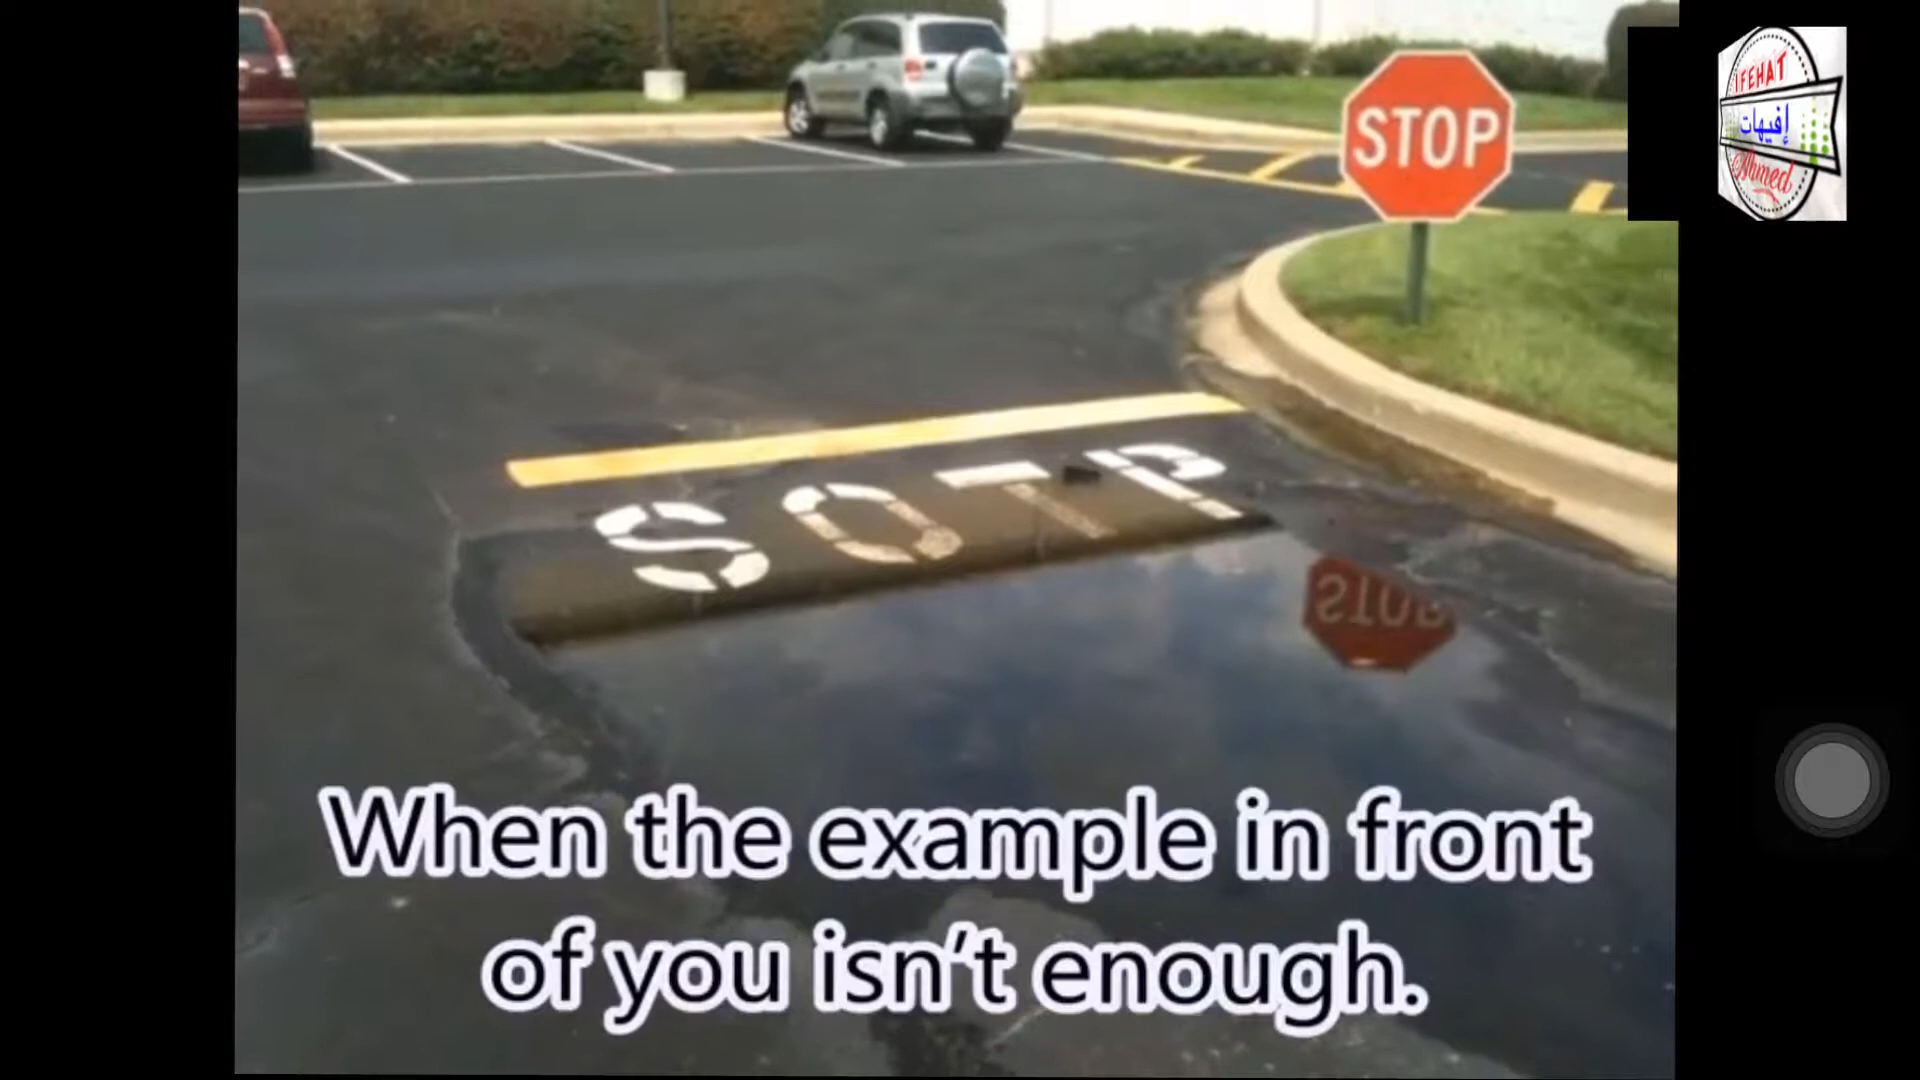 IFEHAT
إفيهات
Ahmed
STOP
SOTP
STOP
When the example in front
of you isn't enough.